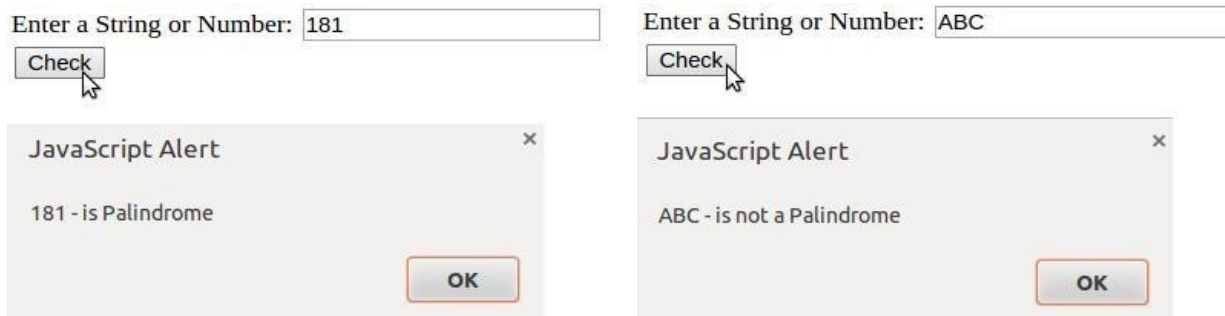 Enter a String or Number: 181
Check
JavaScript Alert
×
181 - is Palindrome
OK
Enter a String or Number: ABC
Check
JavaScript Alert
×
ABC - is not a Palindrome
OK